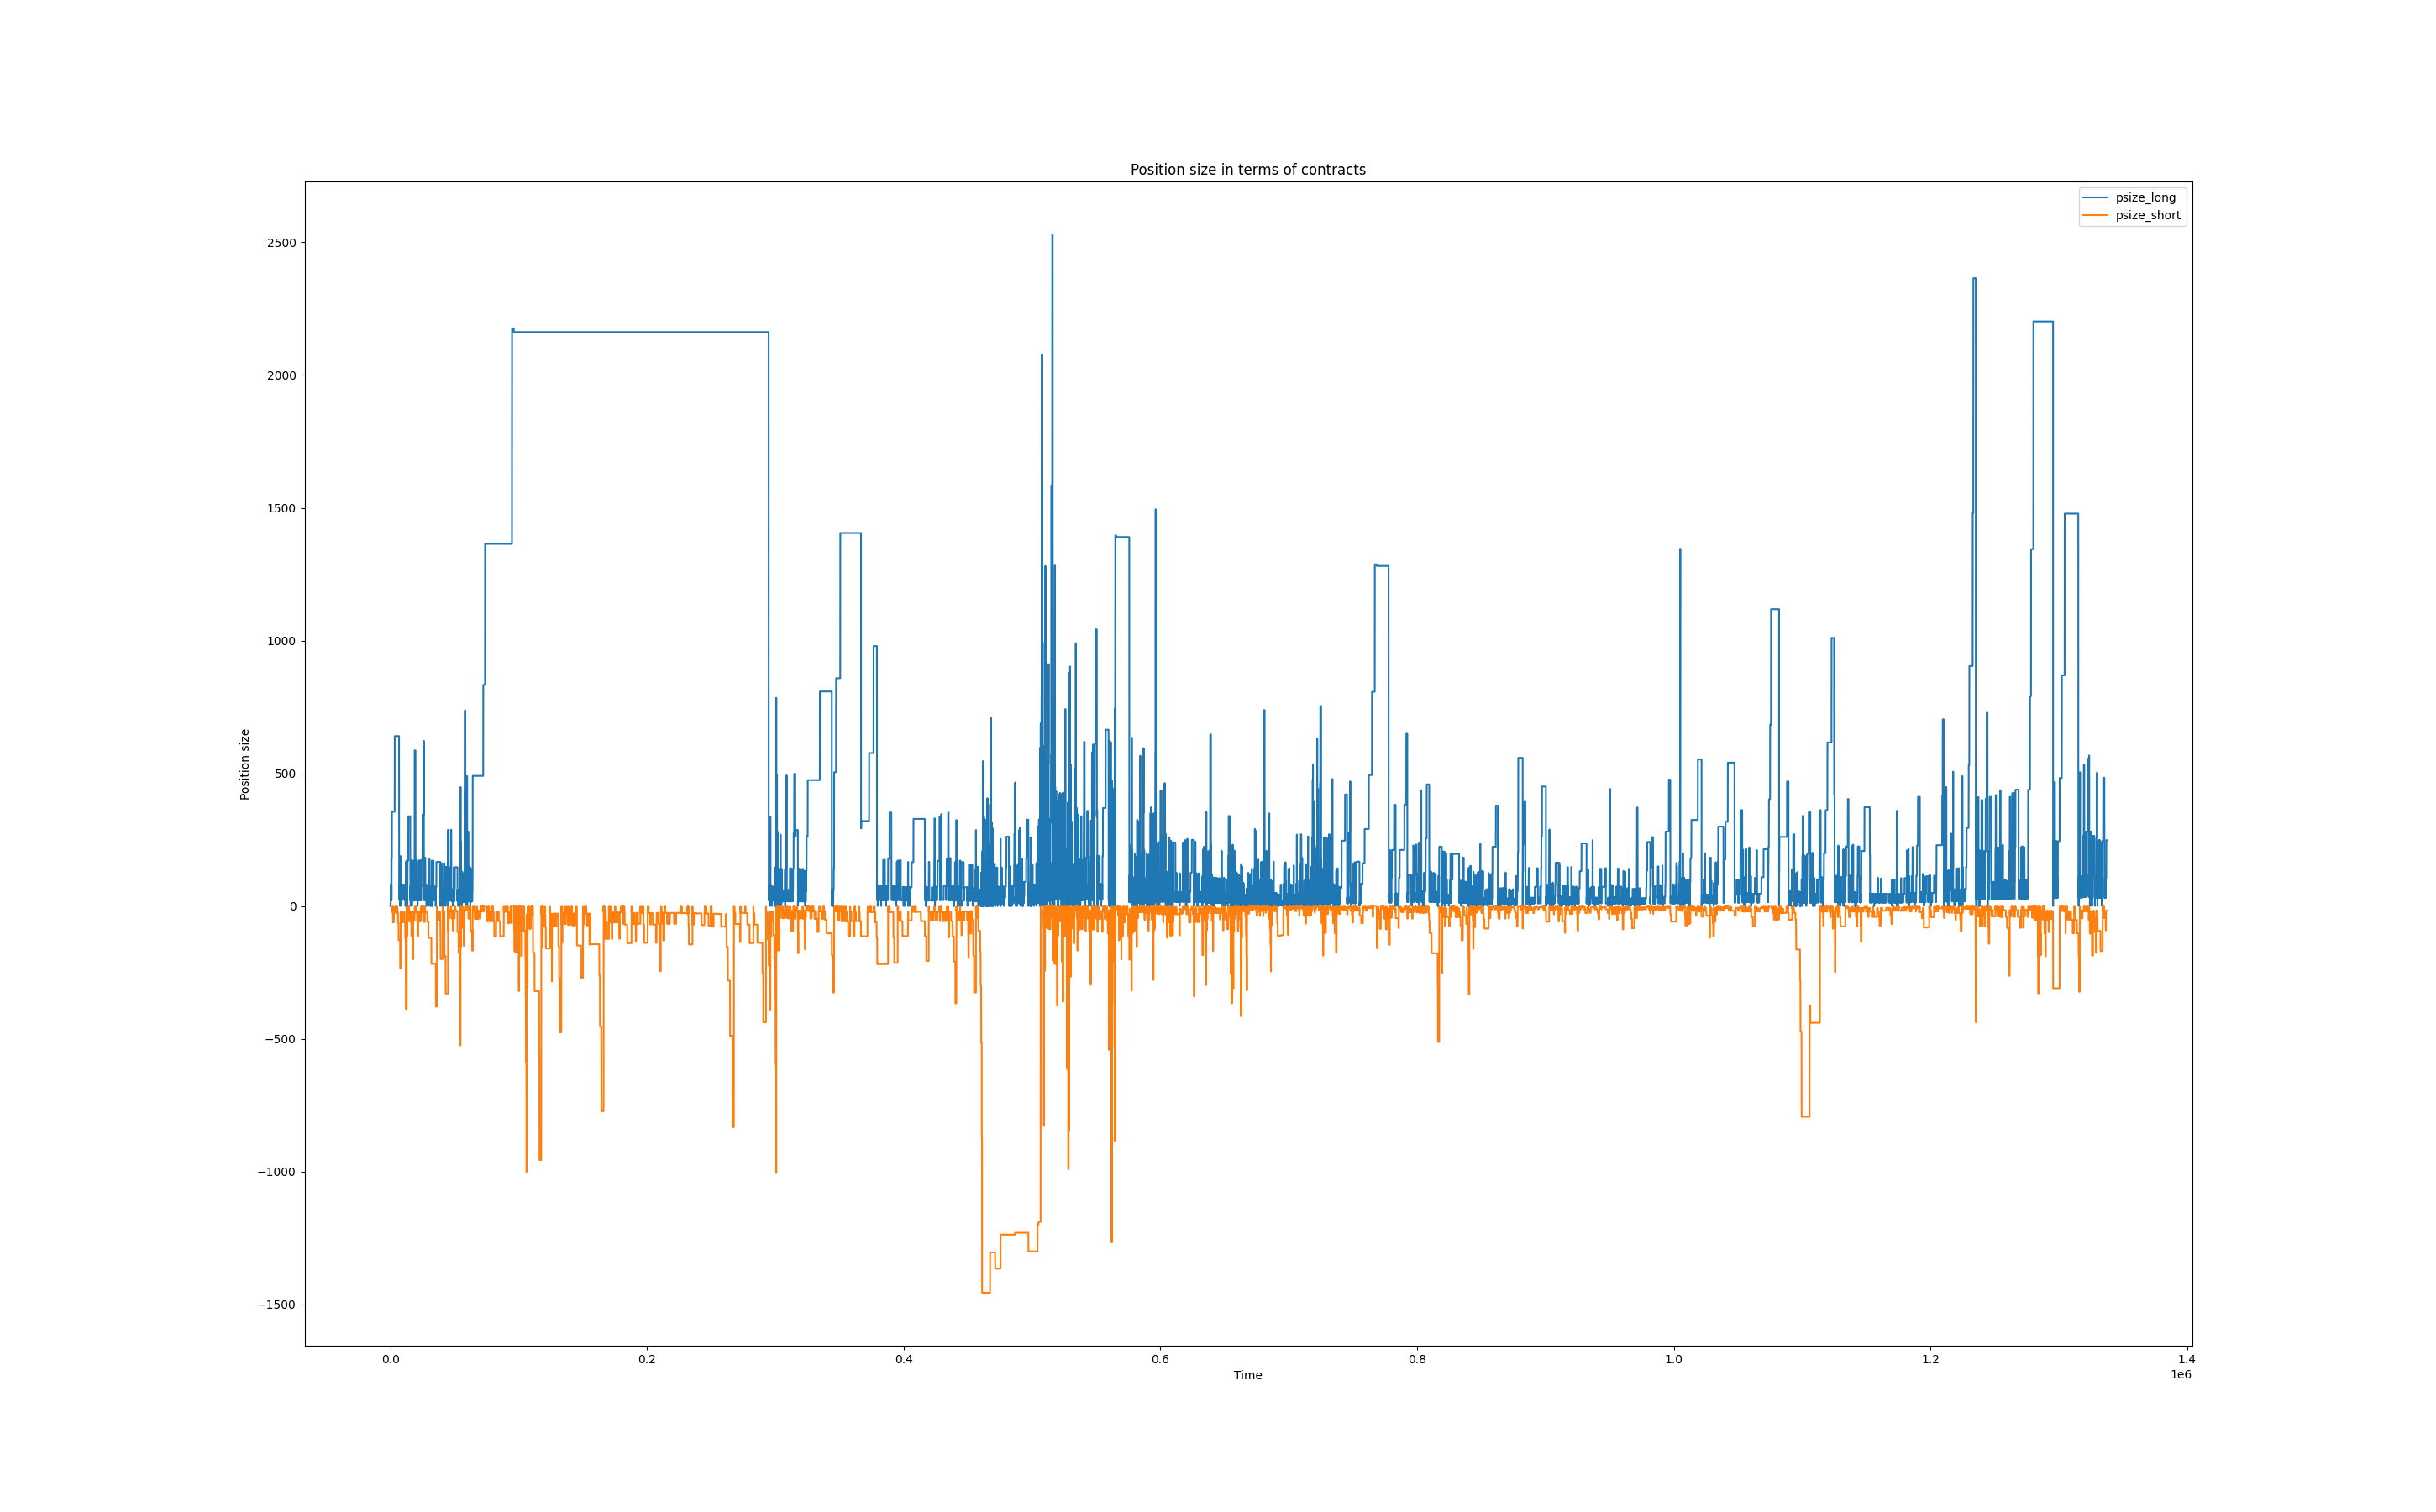 Position size in terms of contracts
psize_long
psize_short
Position size
2500
2000
1500
1000
500
0
−500
−1000
−1500
0.0
0.2
0.4
0.6
0.8
1.0
1.2
1.4
Time
1e6